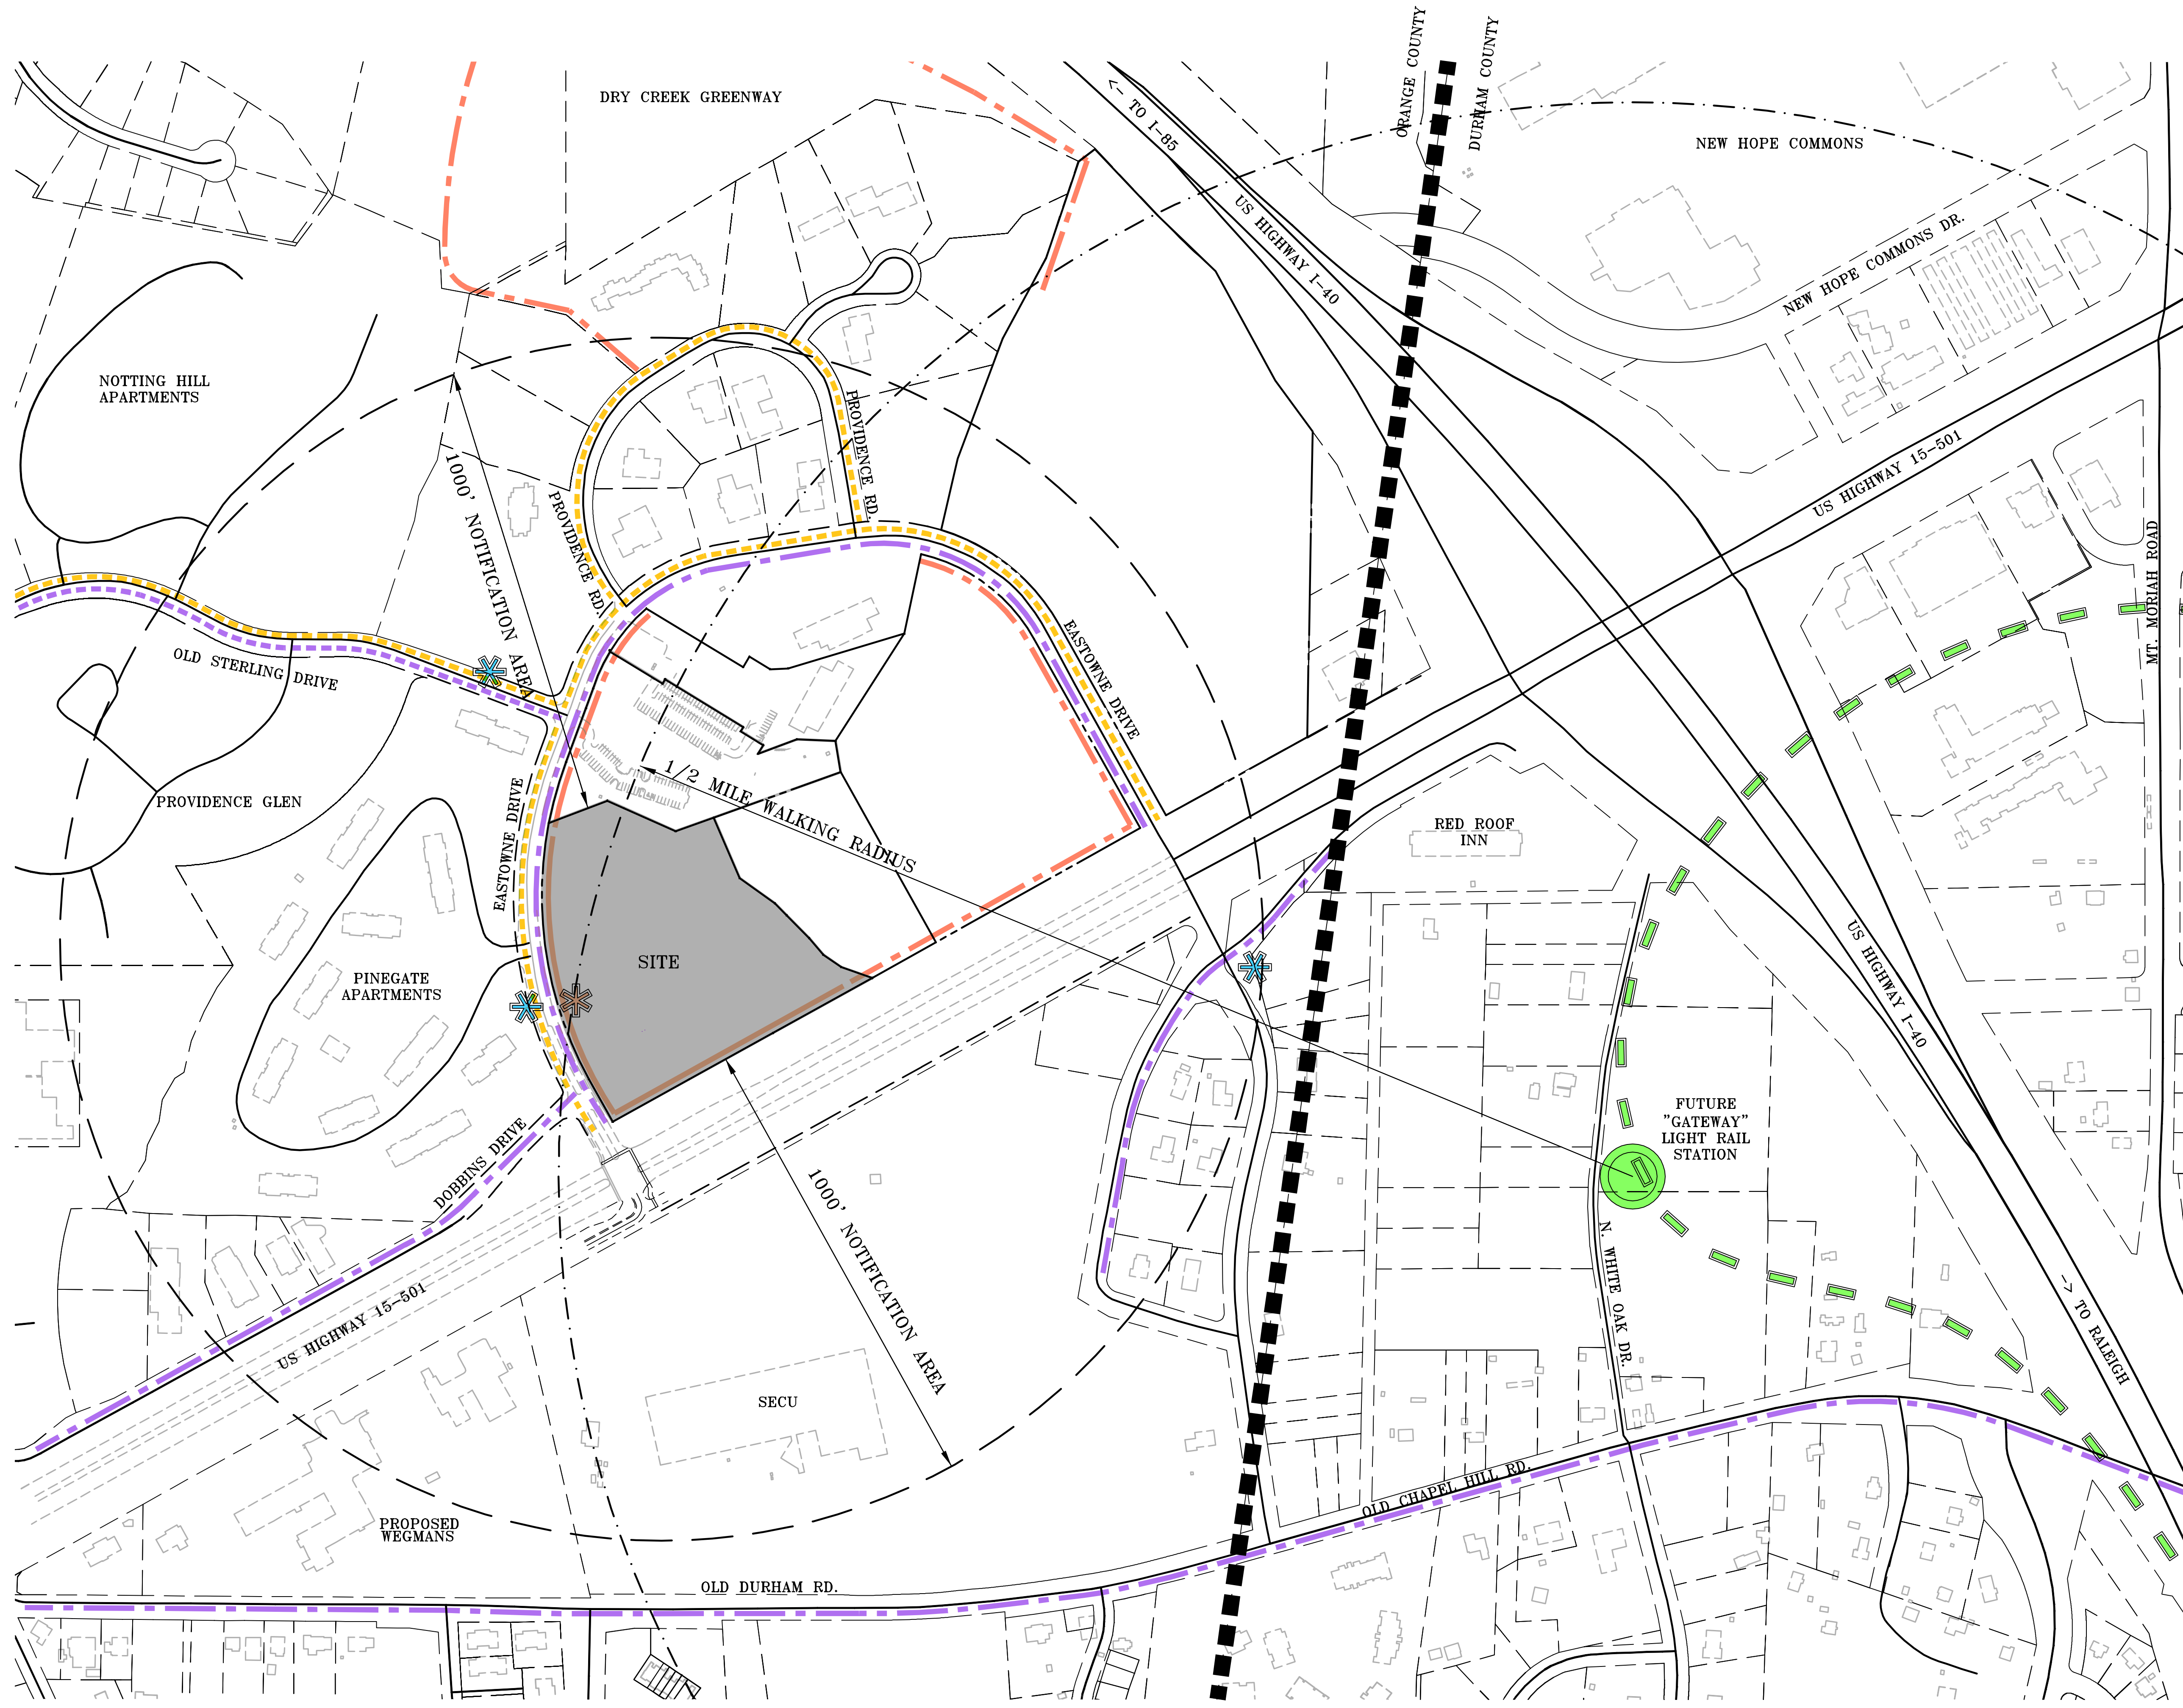 ORANGE COUNTY
DURHAM COUNTY
DRY CREEK GREENWAY
<- TO I-85
NEW HOPE COMMONS
US HIGHWAY I-40
NEW HOPE COMMONS DR.
NOTTING HILL
APARTMENTS
PROVIDENCE RD.
US HIGHWAY 15-501
1000' NOTIFICATION AREA
PROVIDENCE RD.
MT. MORIAH ROAD
OLD STERLING DRIVE
EASTOWNE DRIVE
PROVIDENCE GLEN
EASTOWNE DRIVE
1/2 MILE WALKING RADIUS
RED ROOF
INN
SITE
PINEGATE
APARTMENTS
US HIGHWAY I-40
FUTURE
"GATEWAY"
LIGHT RAIL
STATION
DOBBINS DRIVE
1000' NOTIFICATION AREA
N. WHITE OAK DR.
US HIGHWAY 15-501
-> TO RALEIGH
SECU
OLD CHAPEL HILL RD.
PROPOSED
WEGMANS
OLD DURHAM RD.